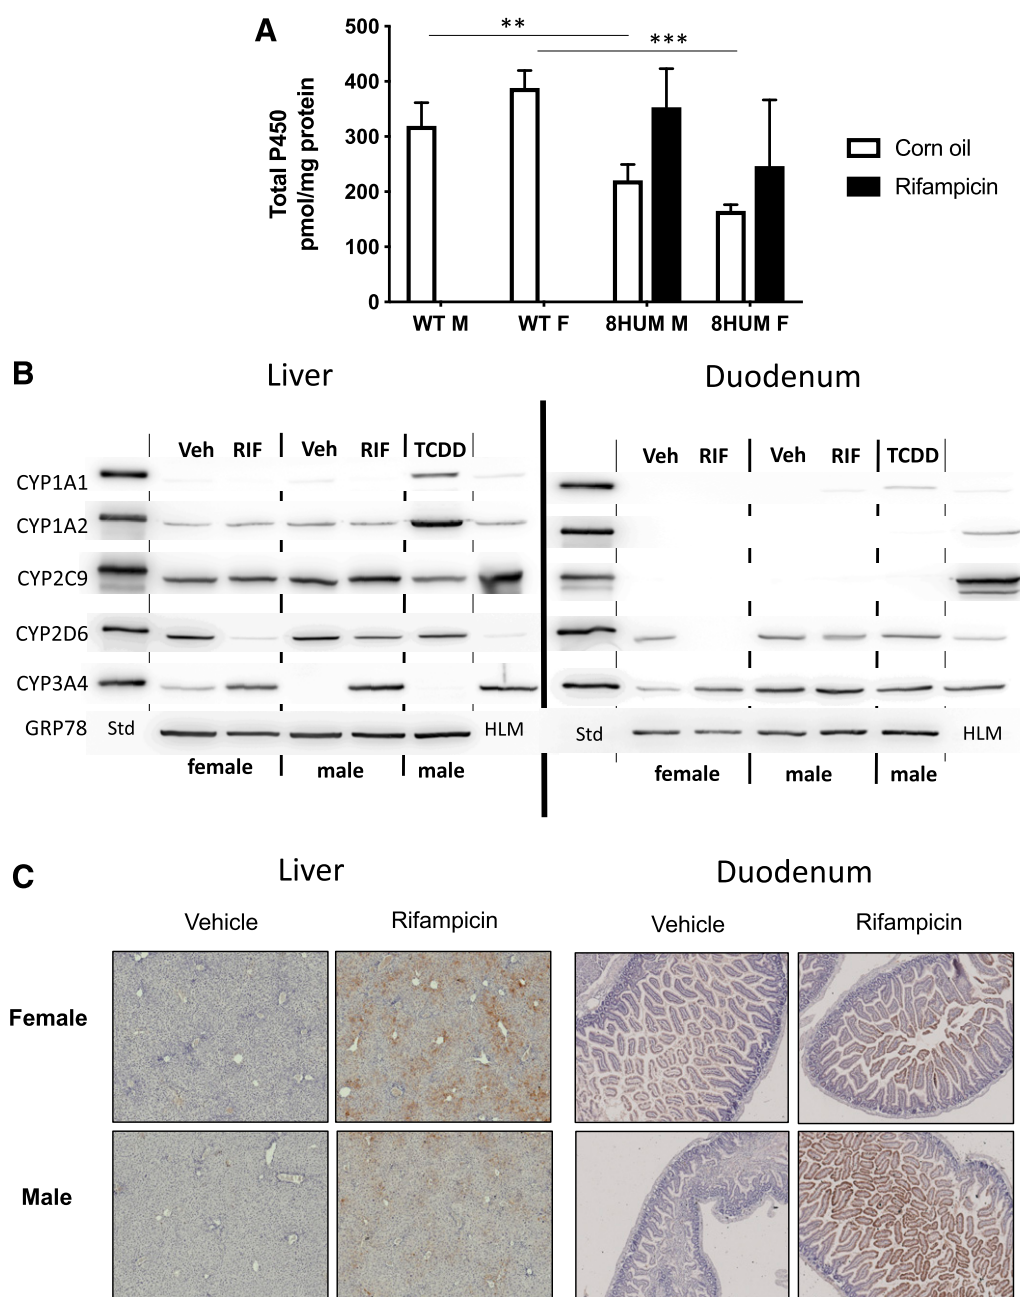 A
500
400
300
200
100
0
Total P450
pmol/mg protein
**
***
WT M WT F 8HUM M 8HUM F
Corn oil
Rifampicin
B
Liver
Duodenum
Veh RIF Veh RIF TCDD
Veh RIF Veh RIF TCDD
CYP1A1
CYP1A2
CYP2C9
CYP2D6
CYP3A4
GRP78 Std HLM Std HLM
female male male
female male male
C
Liver
Duodenum
Vehicle Rifampicin Vehicle Rifampicin
Female
Male